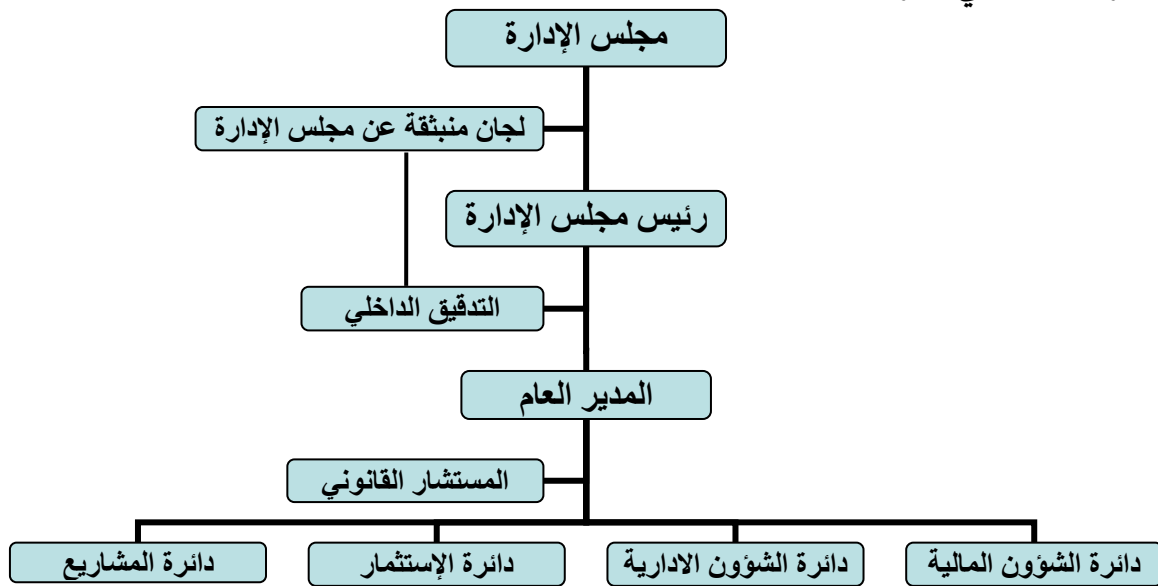 مجلس الإدارة
لجان منبثقة عن مجلس الإدارة
رئيس مجلس الإدارة
التدقيق الداخلي
المدير العام
المستشار القانوني
دائرة الشؤون المالية
دائرة الشؤون الادارية
دائرة الإستثمار
دائرة المشاريع